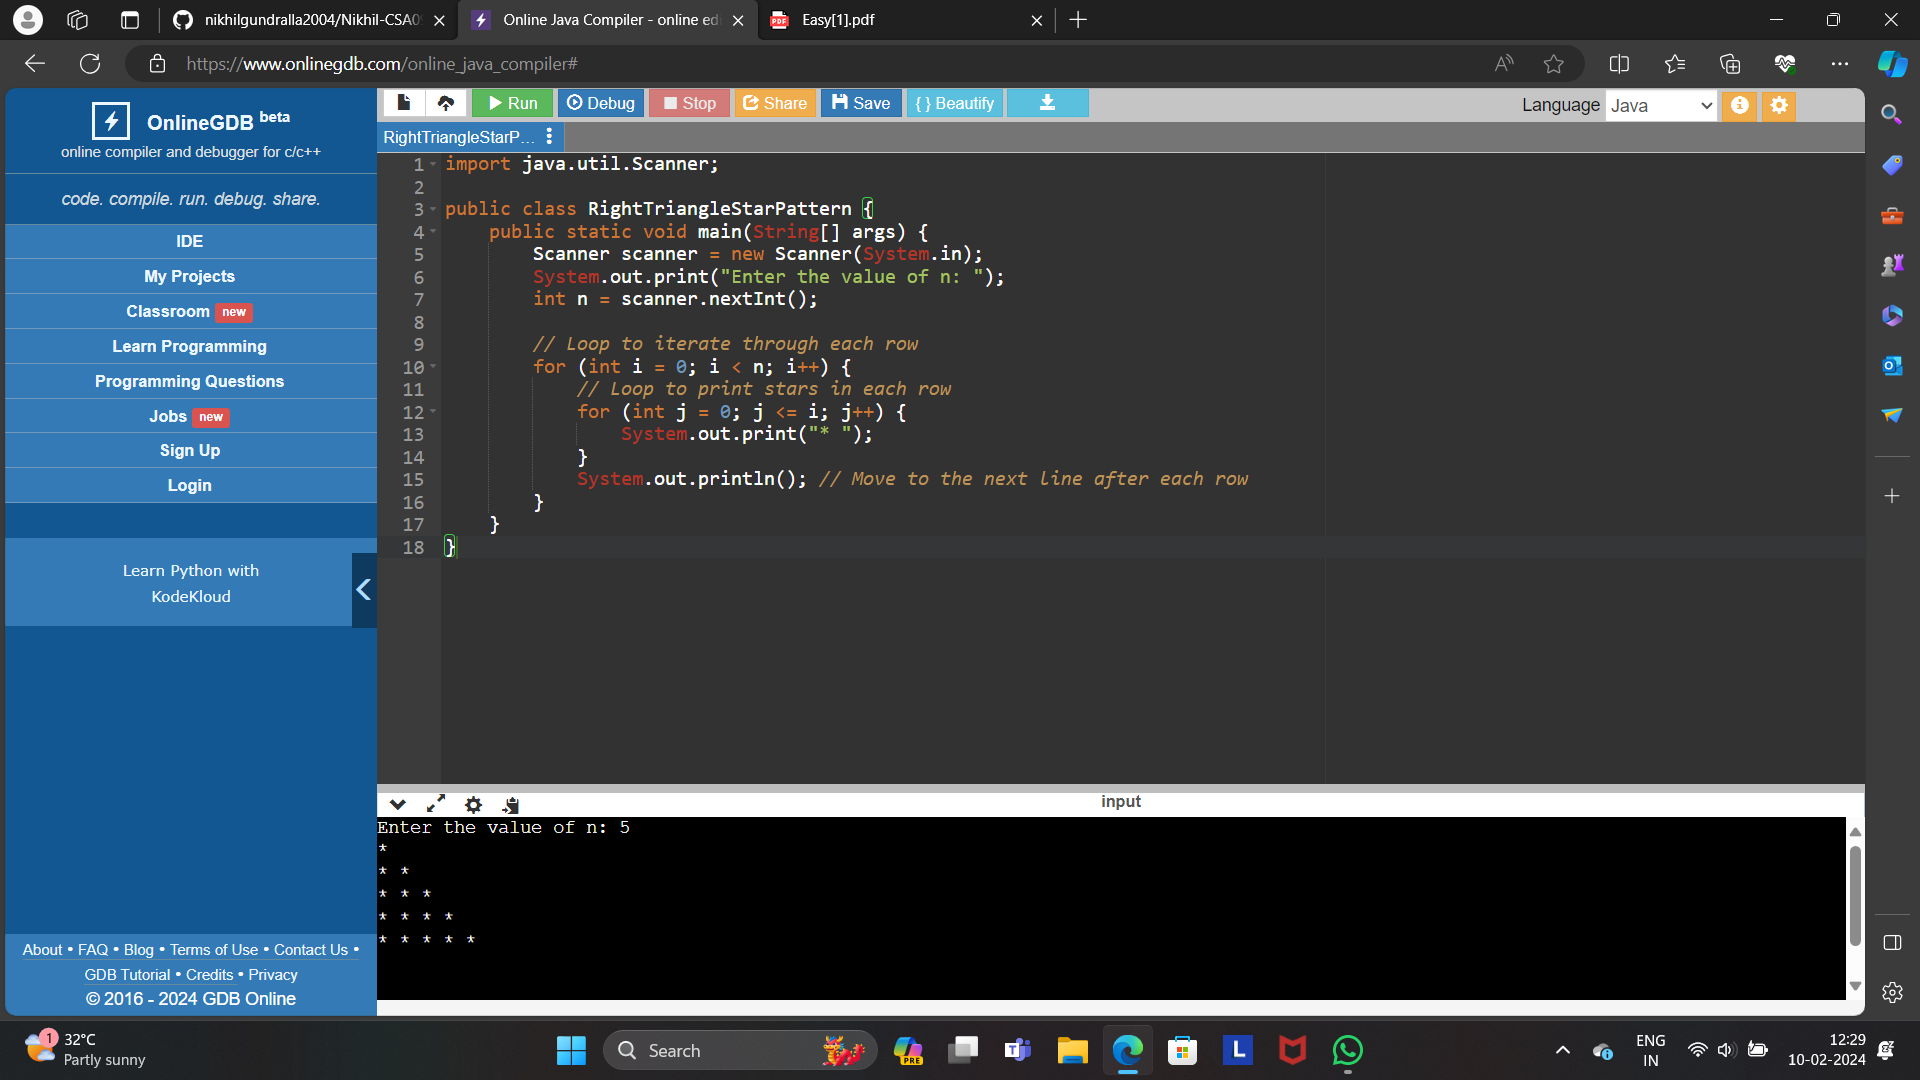 nikhilgundralla2004/Nikhil-CSA09
Online Java Compiler - online edi
Easy[1].pdf
https://www.onlinegdb.com/online_java_compiler#
OnlineGDB beta
online compiler and debugger for c/c++
code. compile. run. debug. share.
IDE
My Projects
Classroom new
Learn Programming
Programming Questions
Jobs new
Sign Up
Login
Learn Python with
KodeKloud
About • FAQ • Blog • Terms of Use • Contact Us •
GDB Tutorial • Credits • Privacy
© 2016 - 2024 GDB Online
Run Debug Stop Share Save { } Beautify
Language Java
RightTriangleStarP...
1 import java.util.Scanner;
2
3 public class RightTriangleStarPattern {
4 public static void main(String[] args) {
5 Scanner scanner = new Scanner(System.in);
6 System.out.print("Enter the value of n: ");
7 int n = scanner.nextInt();
8
9 // Loop to iterate through each row
10 for (int i = 0; i < n; i++) {
11 // Loop to print stars in each row
12 for (int j = 0; j <= i; j++) {
13 System.out.print("* ");
14 }
15 System.out.println(); // Move to the next line after each row
16 }
17 }
18 }
input
Enter the value of n: 5
*
* *
* * *
* * * *
* * * * *
1
32°C
Partly sunny
Search
PRE
L
ENG
IN
12:29
10-02-2024